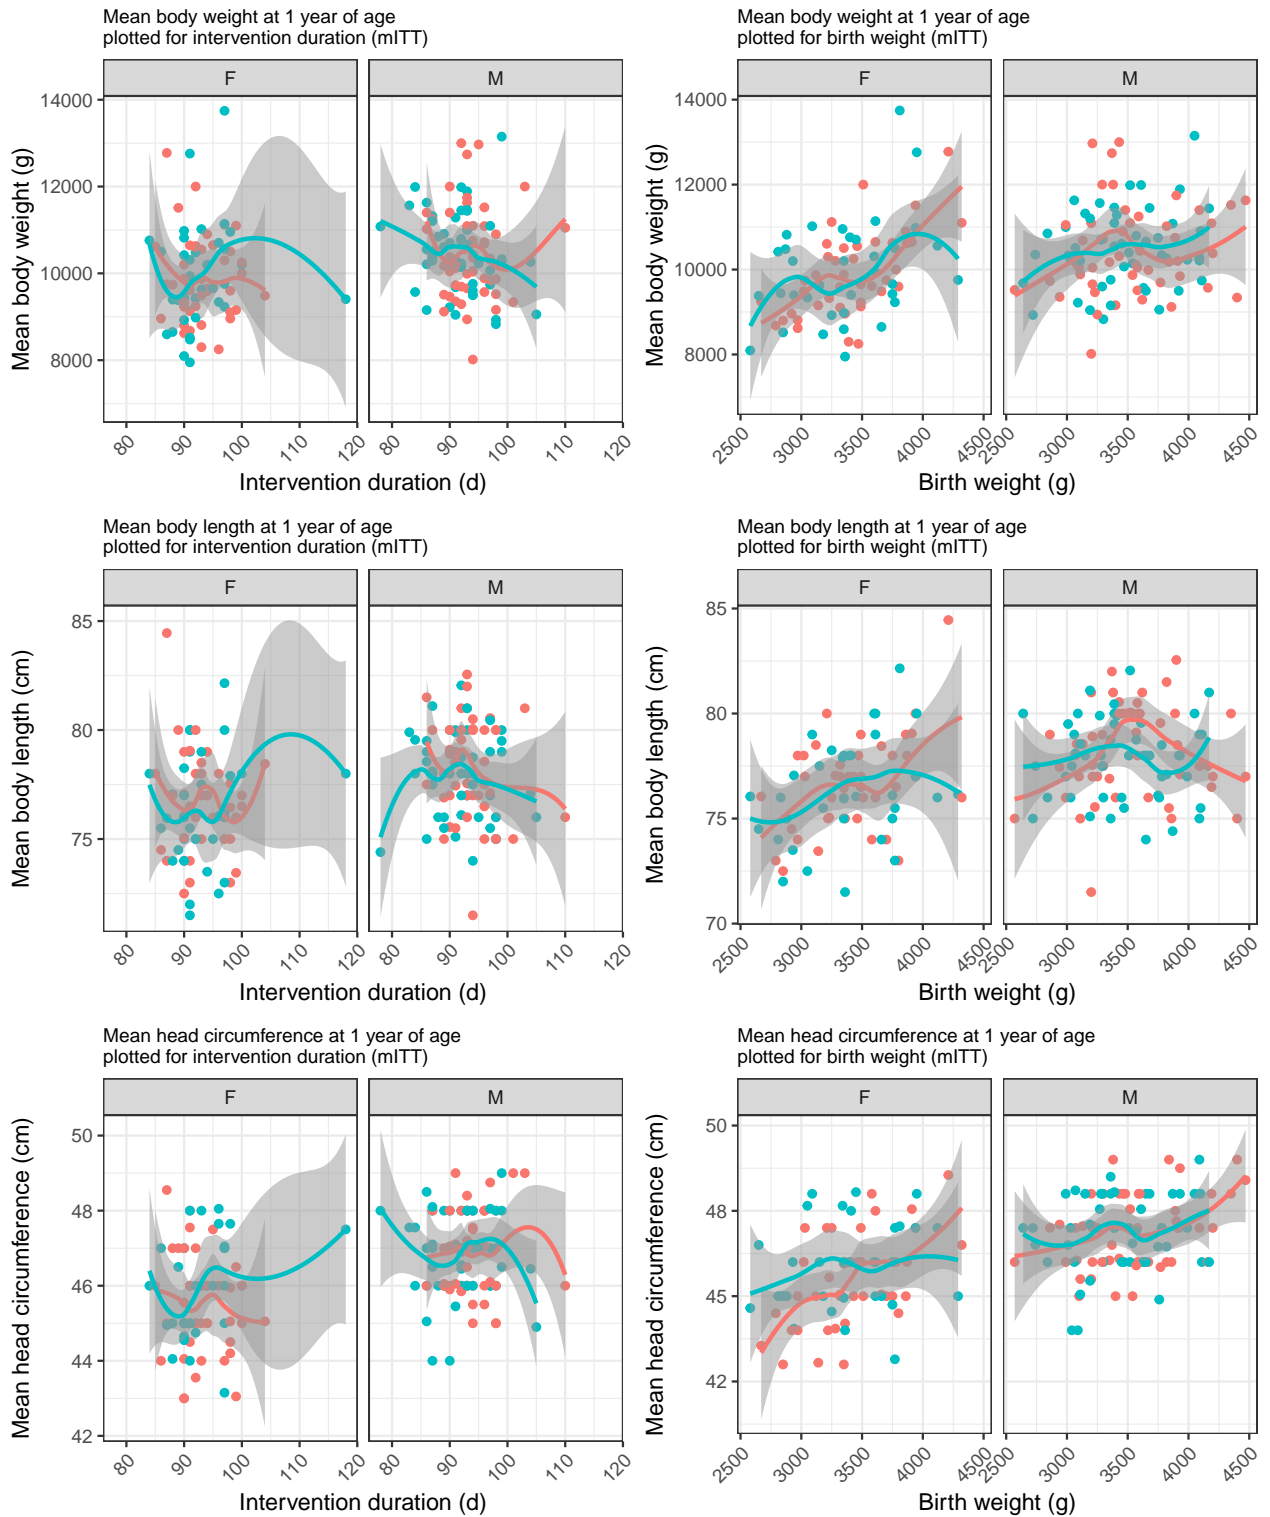 Mean body weight at 1 year of age
plotted for intervention duration (mITT)
F
M
14000
12000
10000
8000
Mean body weight (g)
80
90
100
110
120
80
90
100
110
120
Intervention duration (d)
Mean body weight at 1 year of age
plotted for birth weight (mITT)
F
M
14000
12000
10000
8000
Mean body weight (g)
2500
3000
3500
4000
4500
2500
3000
3500
4000
4500
Birth weight (g)
Mean body length at 1 year of age
plotted for intervention duration (mITT)
F
M
85
80
75
Mean body length (cm)
80
90
100
110
120
80
90
100
110
120
Intervention duration (d)
Mean body length at 1 year of age
plotted for birth weight (mITT)
F
M
85
80
75
70
Mean body length (cm)
2500
3000
3500
4000
4500
2500
3000
3500
4000
4500
Birth weight (g)
Mean head circumference at 1 year of age
plotted for intervention duration (mITT)
F
M
50
48
46
44
42
Mean head circumference (cm)
80
90
100
110
120
80
90
100
110
120
Intervention duration (d)
Mean head circumference at 1 year of age
plotted for birth weight (mITT)
F
M
50
48
45
42
Mean head circumference (cm)
2500
3000
3500
4000
4500
2500
3000
3500
4000
4500
Birth weight (g)